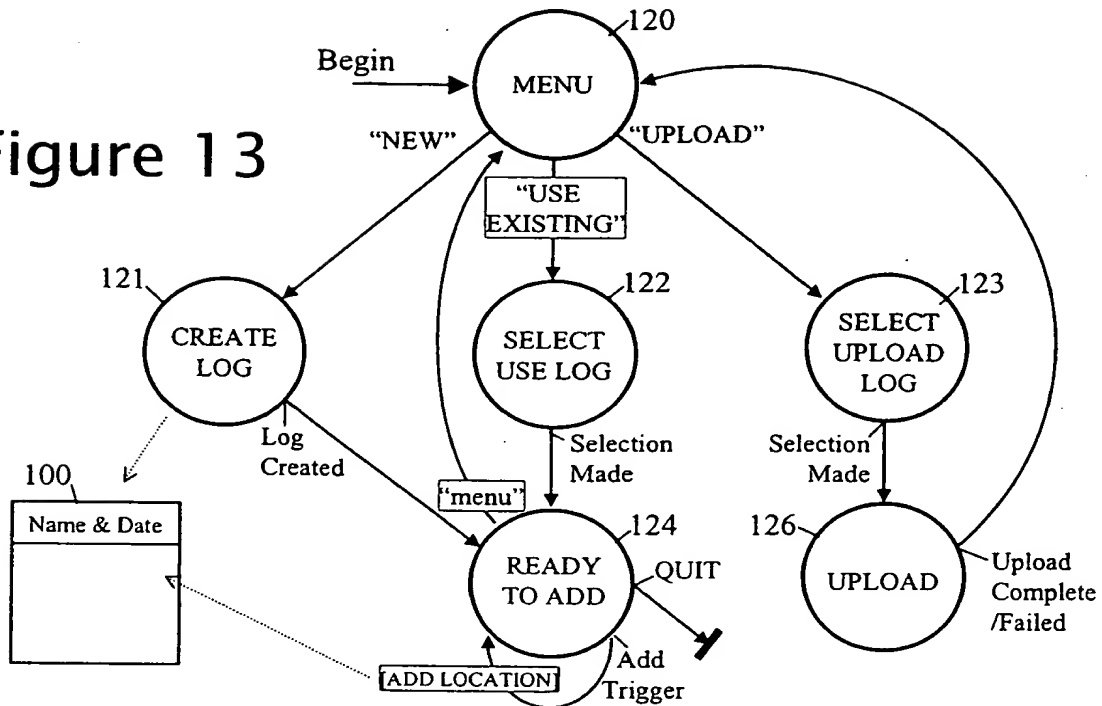 120
Begin
MENU
Figure 13
“NEW”
“UPLOAD”
“USE
EXISTING”
121
122
123
CREATE
LOG
SELECT
USE LOG
SELECT
UPLOAD
LOG
Log
Created
Selection
Made
Selection
Made
100
Name & Date
“menu”
124
126
READY
TO ADD
QUIT
UPLOAD
Upload
Complete
/Failed
[ADD LOCATION]
Add
Trigger